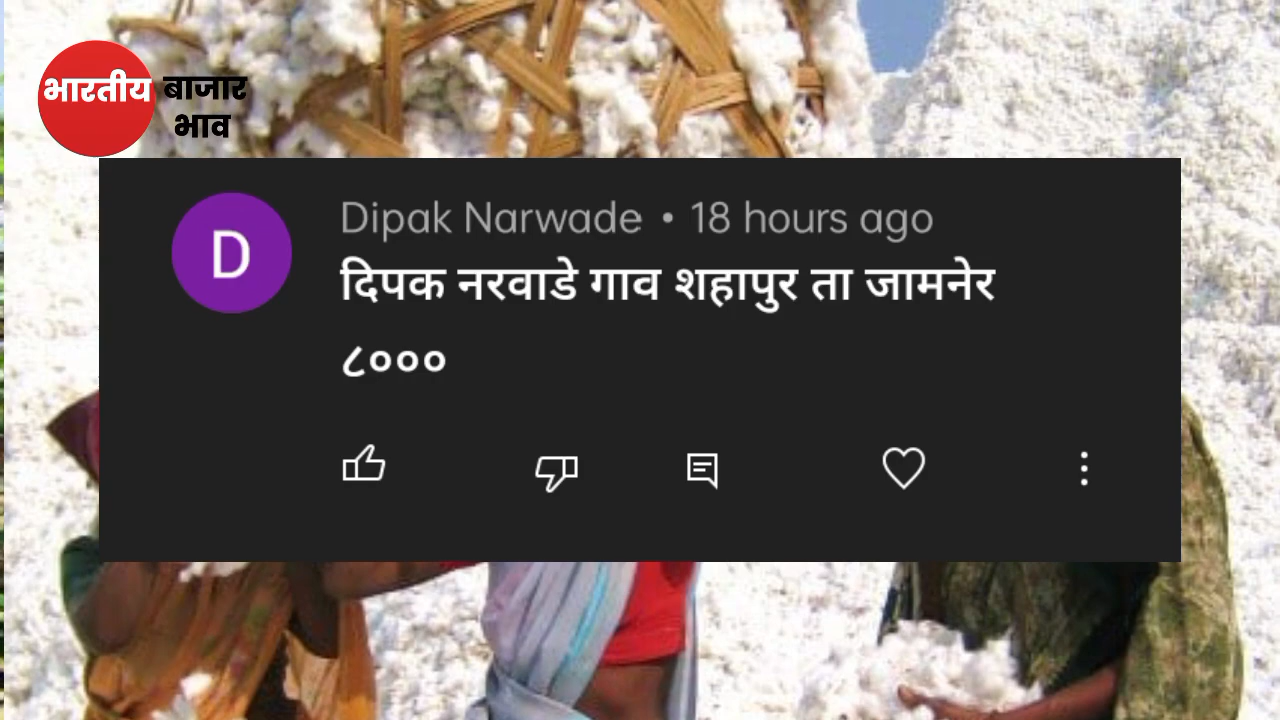 भारतीय बाजार
भाव
Dipak Narwade • 18 hours ago
दिपक नरवाडे गाव शहापुर ता जामनेर
८०००